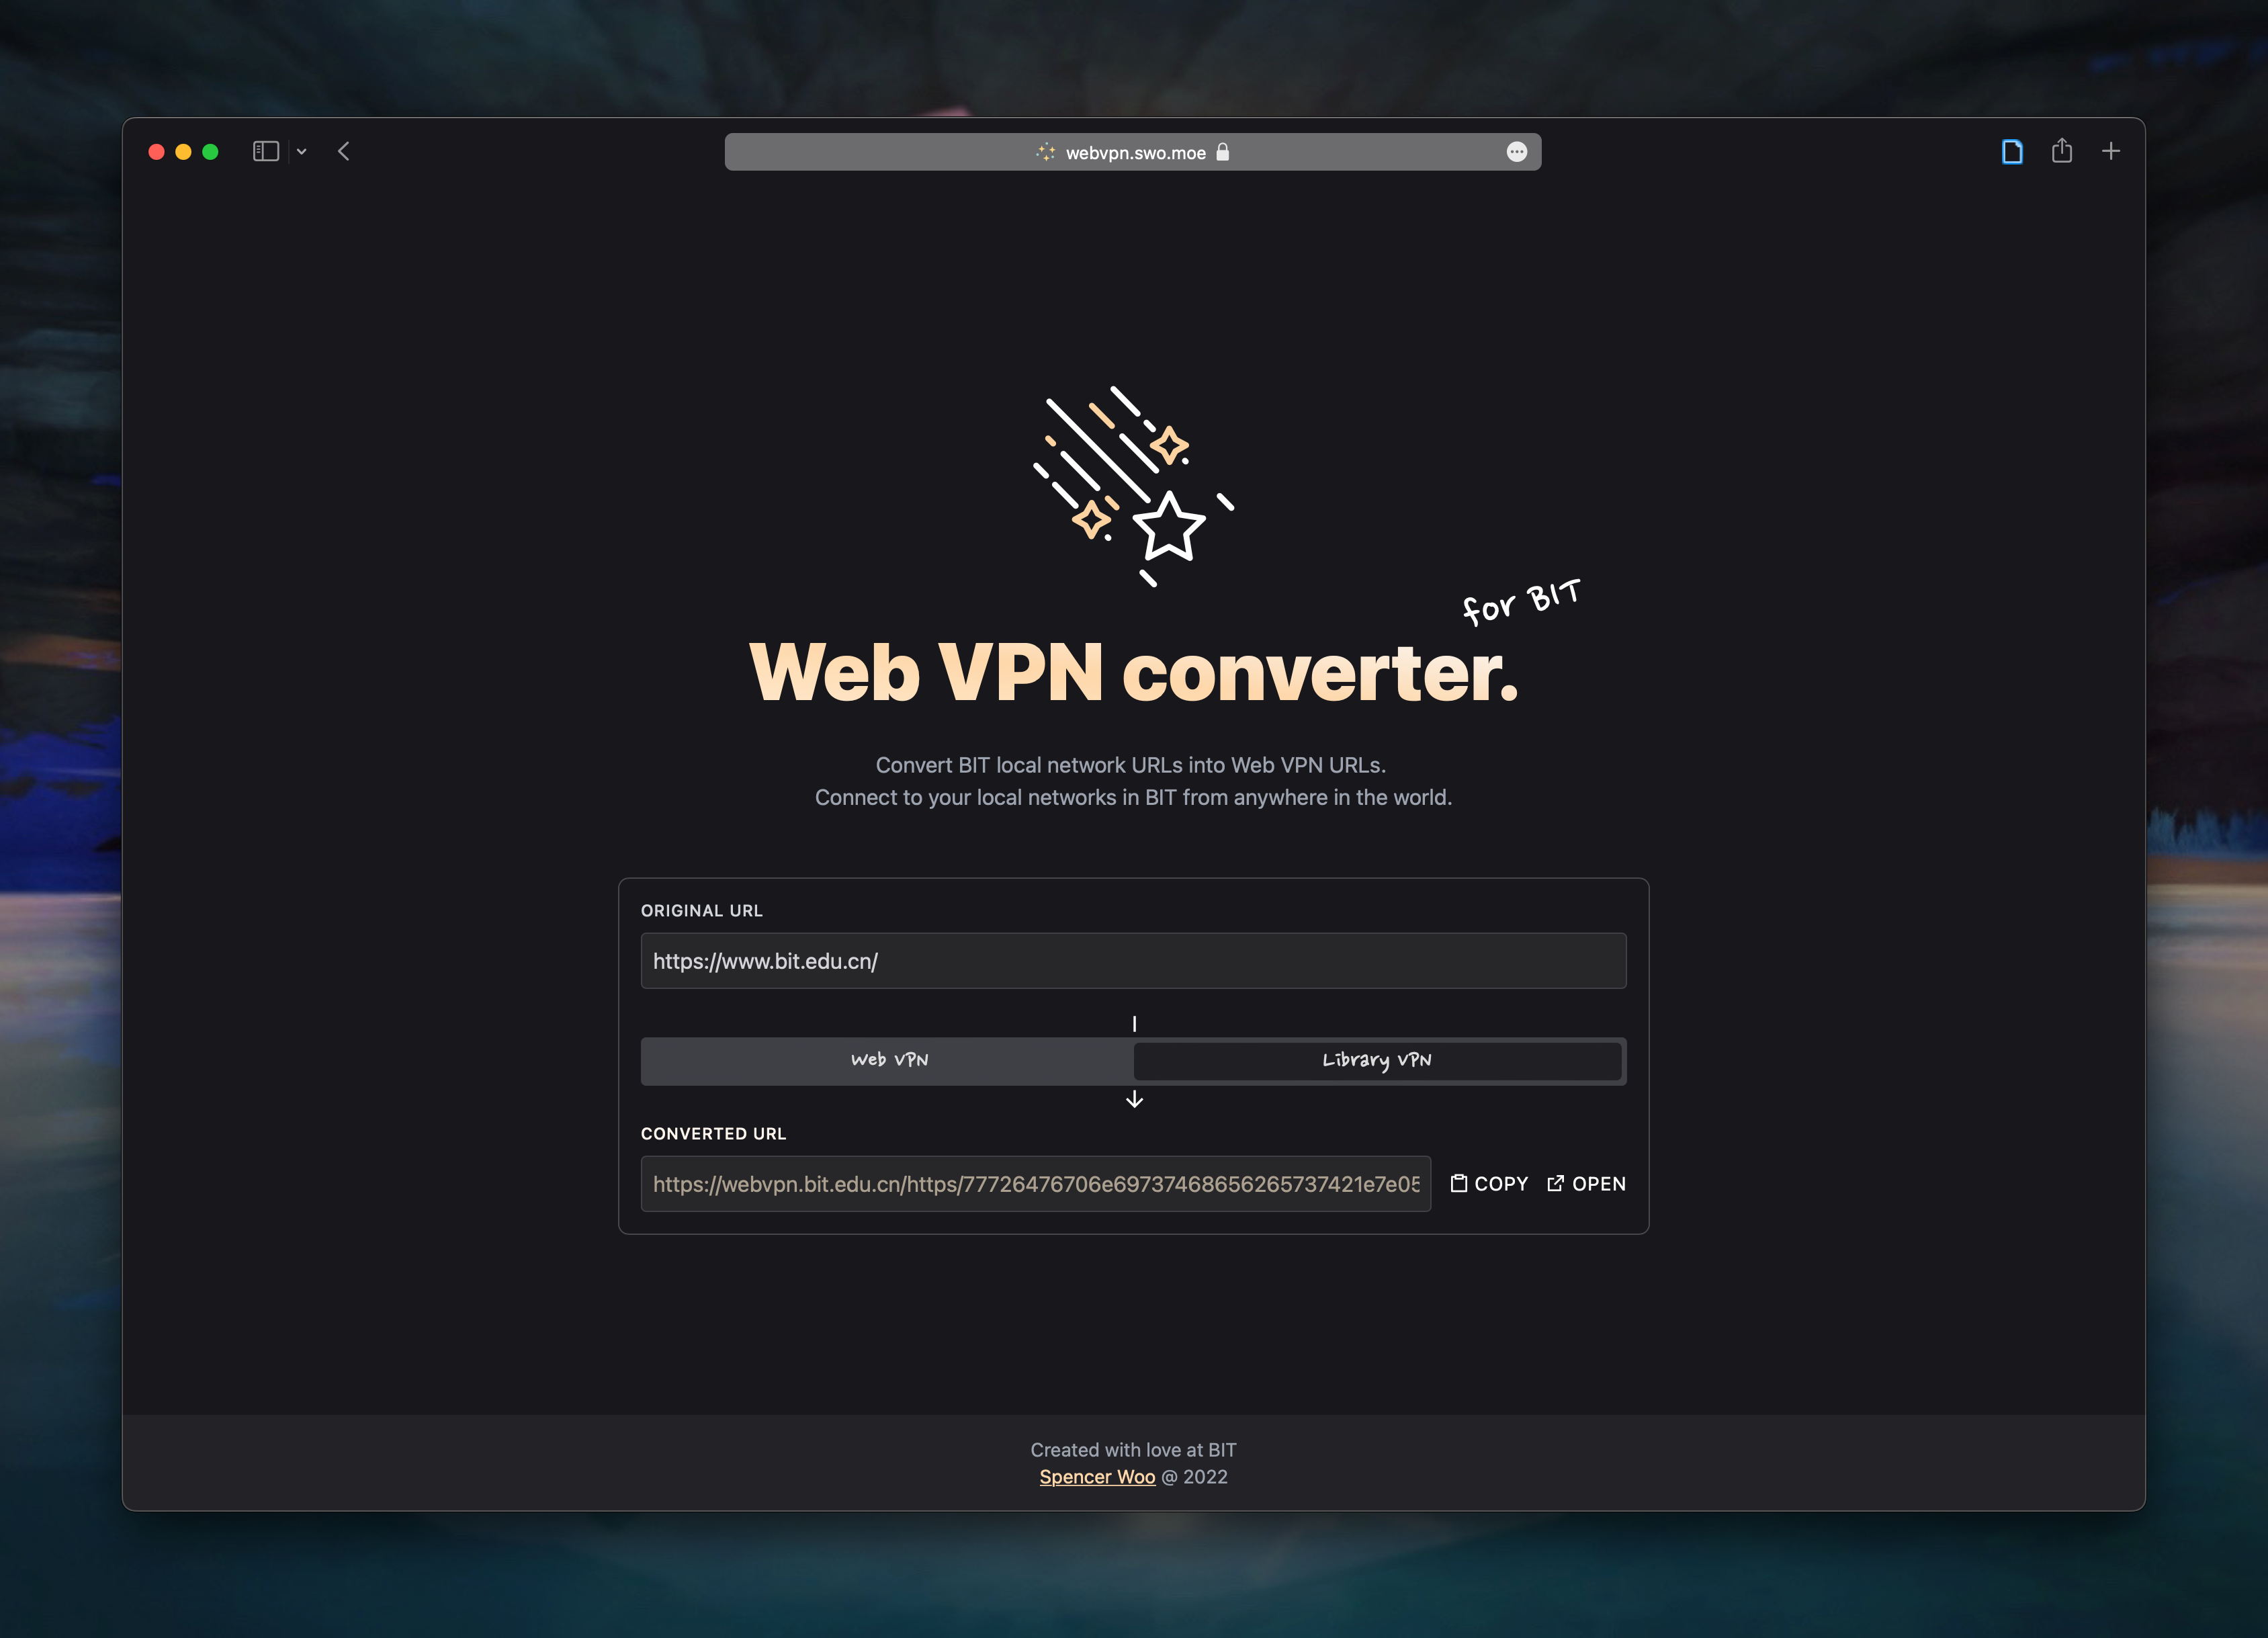 webvpn.swo.moe
for BIT
Web VPN converter.
Convert BIT local network URLs into Web VPN URLs.
Connect to your local networks in BIT from anywhere in the world.
ORIGINAL URL
https://www.bit.edu.cn/
Web VPN Library VPN
CONVERTED URL
https://webvpn.bit.edu.cn/https/77726476706e69737468656265737421e7e05 COPY OPEN
Created with love at BIT
Spencer Woo @ 2022